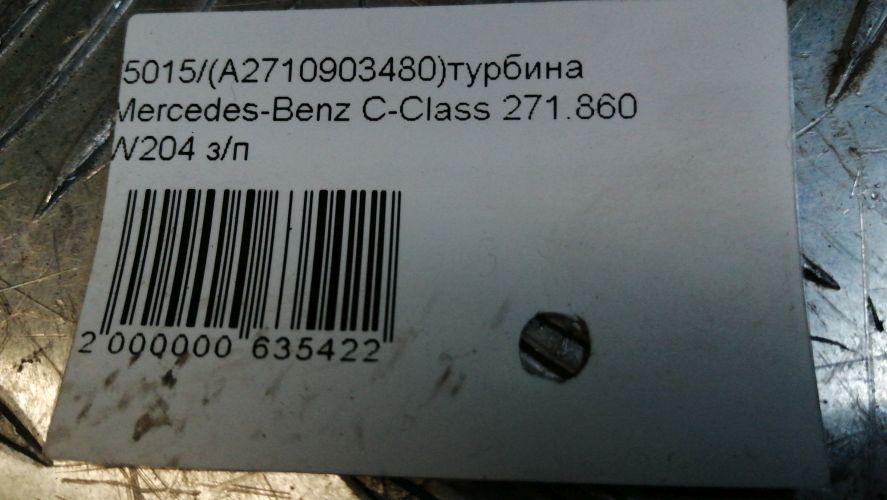 5015/(A2710903480)турбина
Mercedes-Benz C-Class 271.860
W204 з/п
2 000000 635422